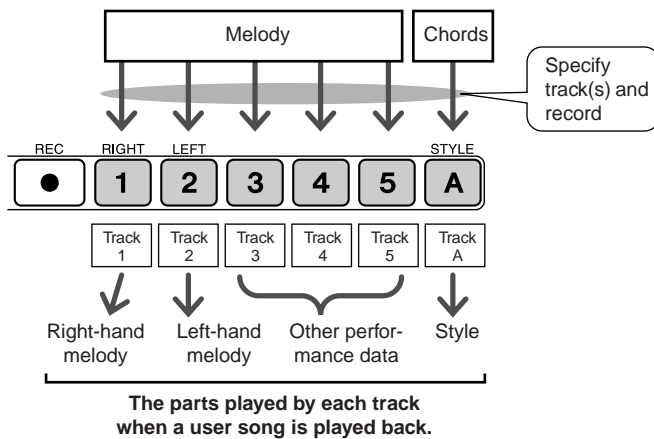 Melody
Chords
Specify
track(s) and
record
REC
RIGHT
LEFT
STYLE
1
2
3
4
5
A
Track
1
Track
2
Track
3
Track
4
Track
5
Track
A
Right-hand
melody
Left-hand
melody
Other perfor-
mance data
Style
The parts played by each track
when a user song is played back.